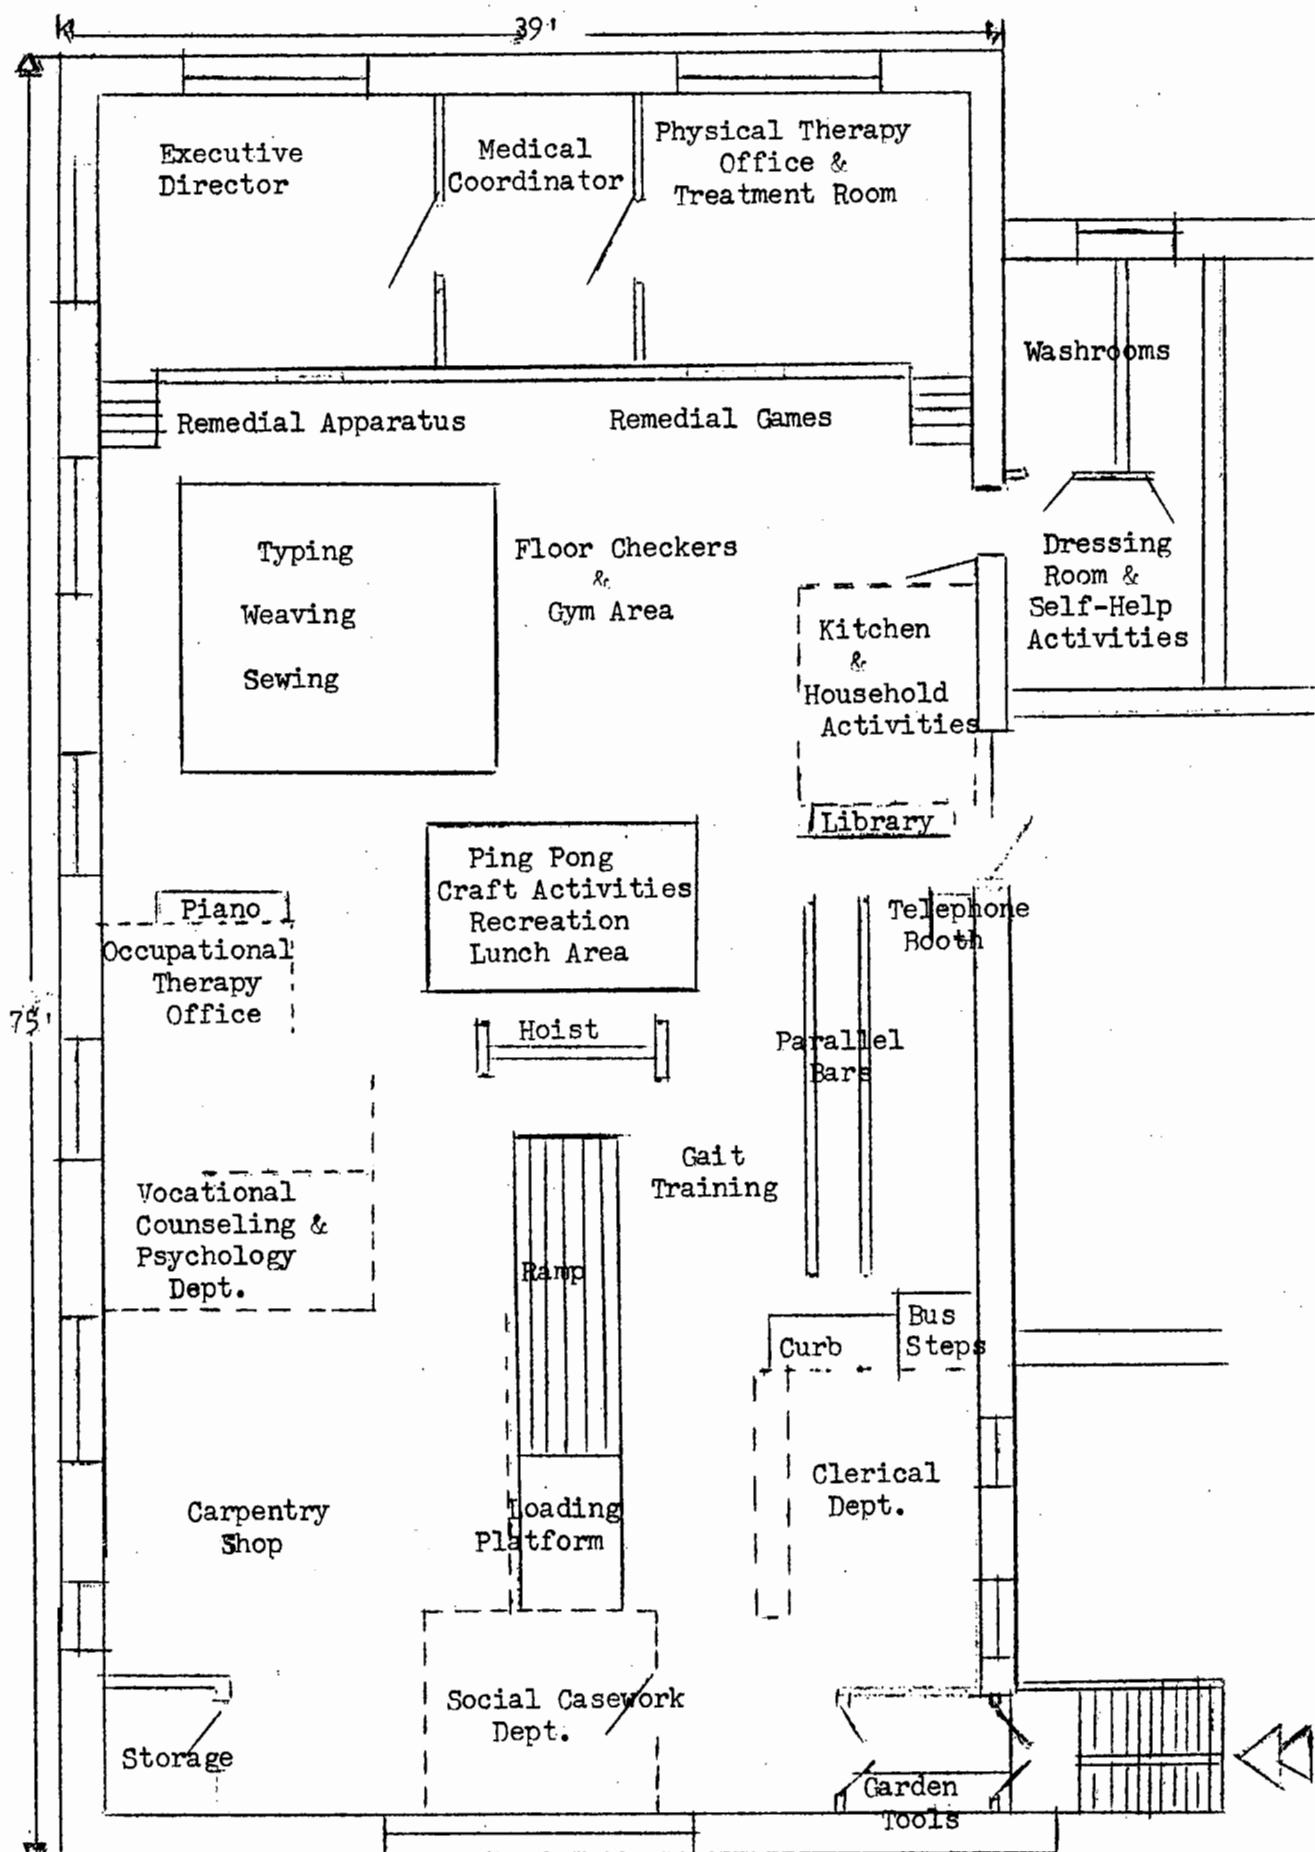 39'
Executive
Director
Medical
Coordinator
Physical Therapy
Office &
Treatment Room
Washrooms
Remedial Apparatus
Remedial Games
Typing
Weaving
Sewing
Floor Checkers
&
Gym Area
Dressing
Room &
Self-Help
Activities
Kitchen
&
Household
Activities
Library
Ping Pong
Craft Activities
Recreation
Lunch Area
Piano
Occupational
Therapy
Office
Telephone
Booth
75'
Hoist
Parallel
Bars
Gait
Training
Vocational
Counseling &
Psychology
Dept.
Ramp
Bus
Steps
Curb
Clerical
Dept.
Carpentry
Shop
Loading
Platform
Social Casework
Dept.
Storage
Garden
Tools